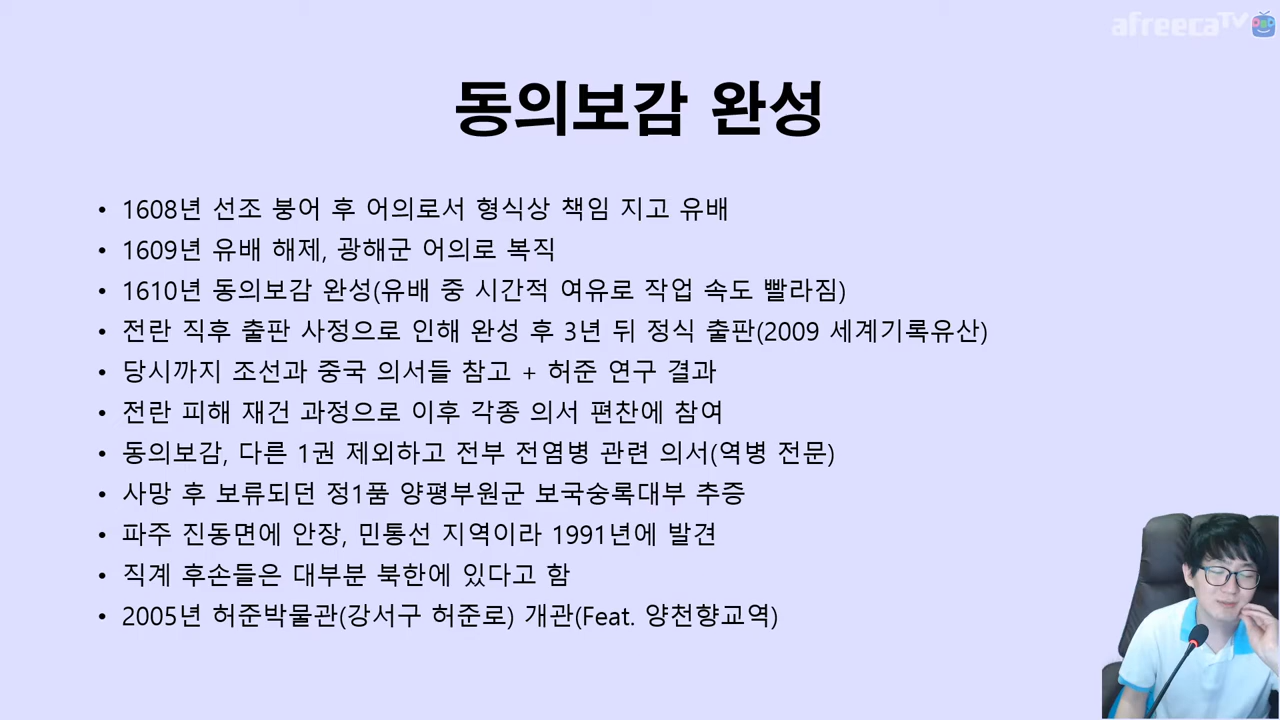 afreecaTV
동의보감 완성
• 1608년 선조 붕어 후 어의로서 형식상 책임 지고 유배
• 1609년 유배 해제, 광해군 어의로 복직
• 1610년 동의보감 완성(유배 중 시간적 여유로 작업 속도 빨라짐)
• 전란 직후 출판 사정으로 인해 완성 후 3년 뒤 정식 출판(2009 세계기록유산)
• 당시까지 조선과 중국 의서들 참고 + 허준 연구 결과
• 전란 피해 재건 과정으로 이후 각종 의서 편찬에 참여
• 동의보감, 다른 1권 제외하고 전부 전염병 관련 의서(역병 전문)
• 사망 후 보류되던 정1품 양평부원군 보국숭록대부 추증
• 파주 진동면에 안장, 민통선 지역이라 1991년에 발견
• 직계 후손들은 대부분 북한에 있다고 함
• 2005년 허준박물관(강서구 허준로) 개관(Feat. 양천향교역)